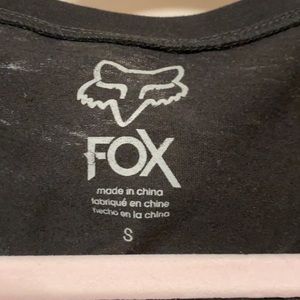 FOX
made in china
fabriqué en chine
hecho en la china
S